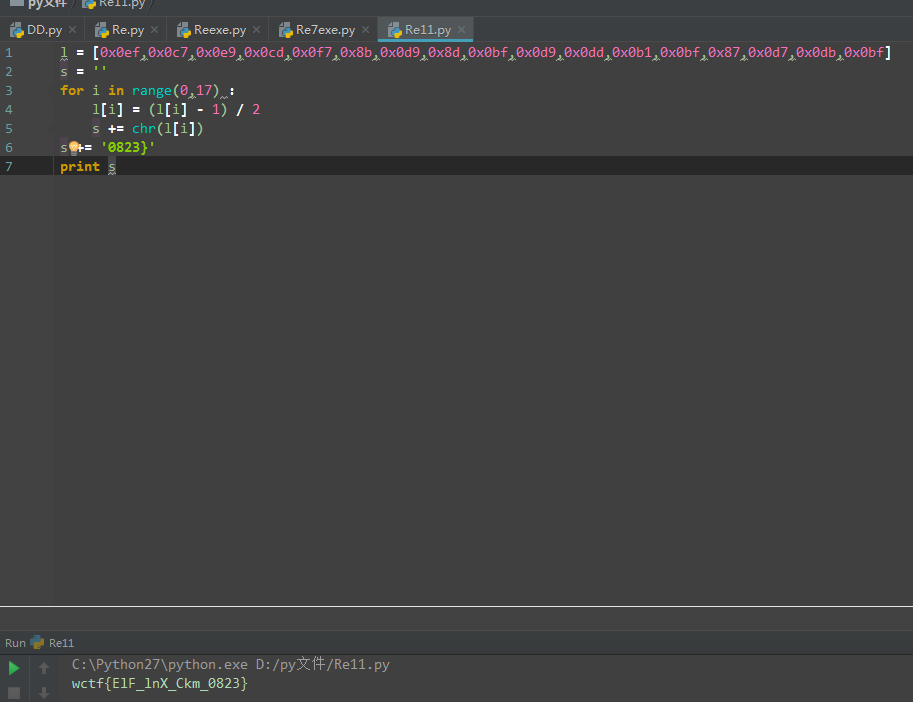 py文件 Re11.py
DD.py × Re.py × Reexe.py × Re7exe.py × Re11.py ×
1 l = [0x0ef,0x0c7,0x0e9,0x0cd,0x0f7,0x8b,0x0d9,0x8d,0x0bf,0x0d9,0x0dd,0x0b1,0x0bf,0x87,0x0d7,0x0db,0x0bf]
2 s = ''
3 for i in range(0,17) :
4 l[i] = (l[i] - 1) / 2
5 s += chr(l[i])
6 s += '0823}'
7 print s
Run Re11
C:\Python27\python.exe D:/py文件/Re11.py
wctf{ElF_lnX_Ckm_0823}